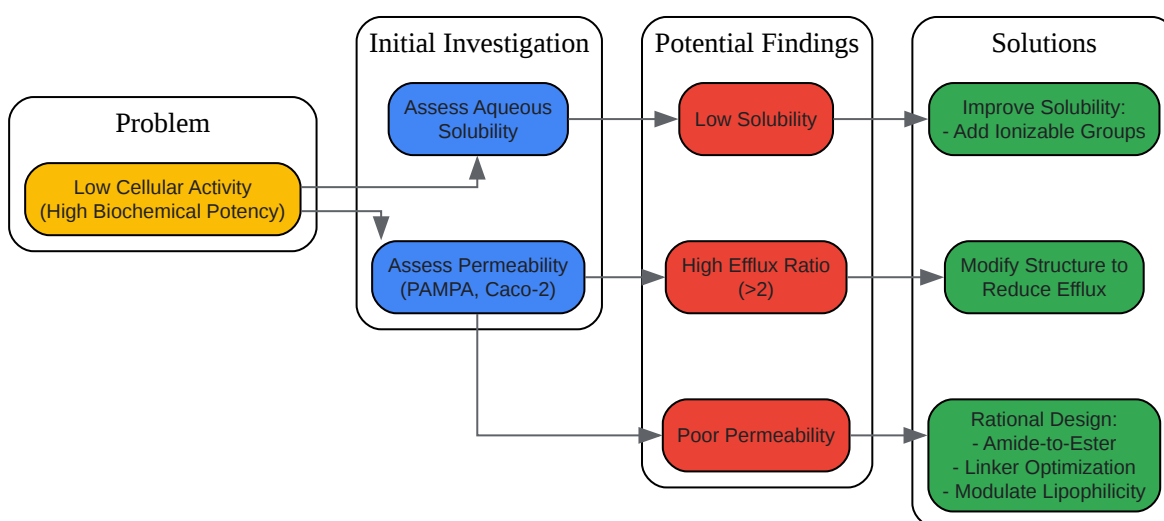 Problem
Low Cellular Activity
(High Biochemical Potency)
Initial Investigation
Assess Aqueous
Solubility
Assess Permeability
(PAMPA, Caco-2)
Potential Findings
Low Solubility
High Efflux Ratio
(>2)
Poor Permeability
Solutions
Improve Solubility:
- Add Ionizable Groups
Modify Structure to
Reduce Efflux
Rational Design:
- Amide-to-Ester
- Linker Optimization
- Modulate Lipophilicity